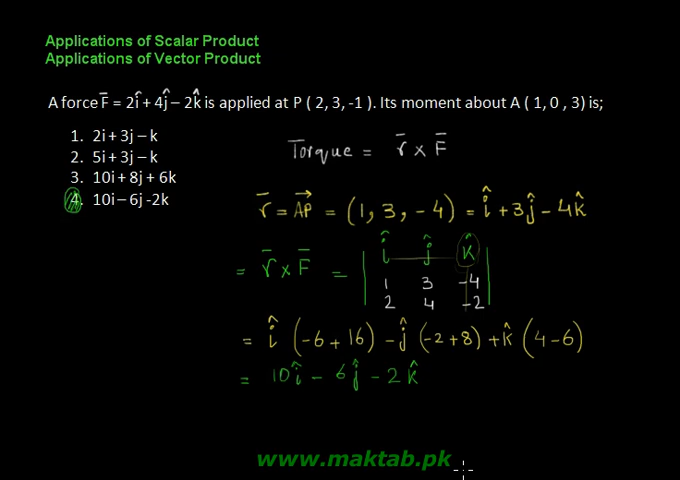 Applications of Scalar Product
Applications of Vector Product
A force F̅ = 2î + 4ĵ – 2k̂ is applied at P ( 2, 3, -1 ). Its moment about A ( 1, 0 , 3) is;
1. 2i + 3j – k
2. 5i + 3j – k
3. 10i + 8j + 6k
4. 10i – 6j -2k
Torque = r̅ × F̅
r̅ = A⃗P⃗ = (1, 3, -4) = î + 3ĵ - 4k̂
= r̅ × F̅ = | î ĵ k̂
1 3 -4
2 4 -2 |
= î (-6 + 16) - ĵ (-2 + 8) + k̂ (4 - 6)
= 10î - 6ĵ - 2k̂
www.maktab.pk